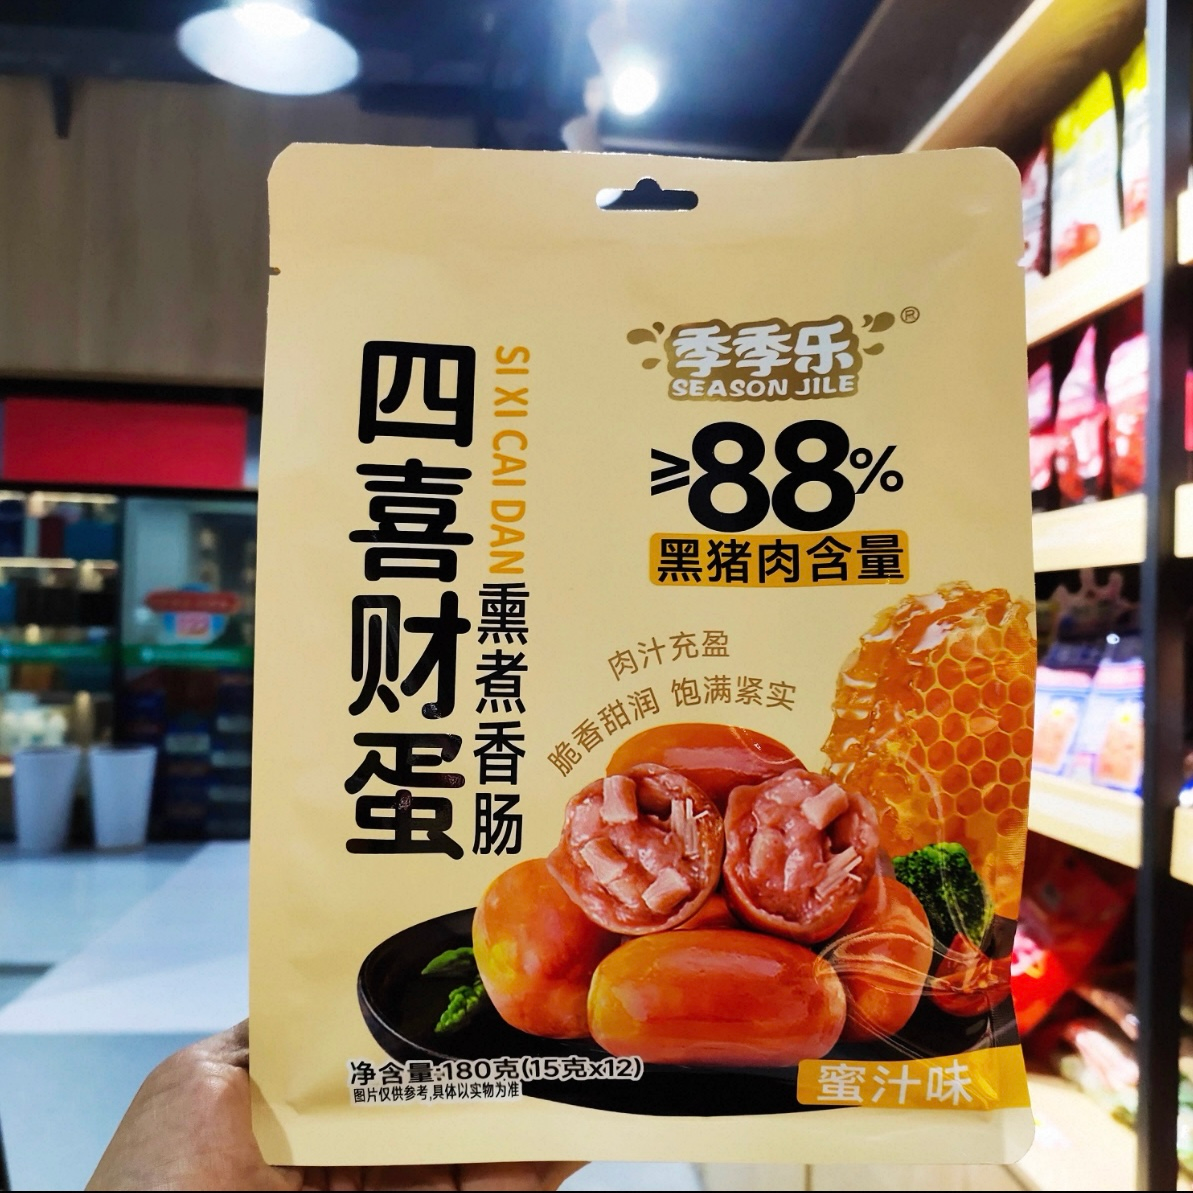 四喜财蛋
SI XI CAI DAN
熏煮香肠
季季乐®
SEASON JILE
≥88%
黑猪肉含量
肉汁充盈
脆香甜润 饱满紧实
净含量:180克(15克x12)
图片仅供参考,具体以实物为准
蜜汁味